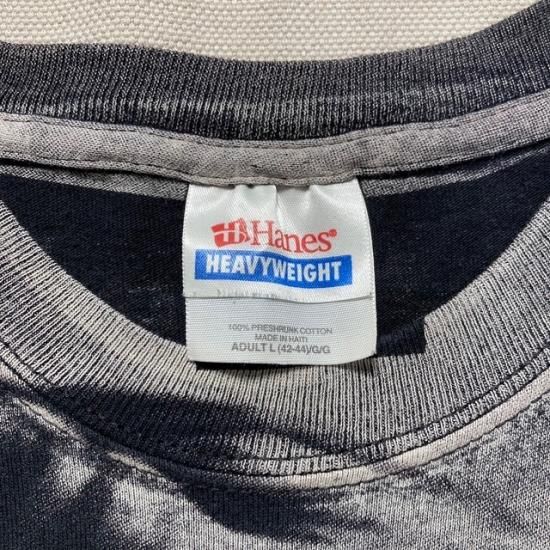 Hanes®
HEAVYWEIGHT
100% PRESHRUNK COTTON
MADE IN HAITI
ADULT L (42-44)/G/G